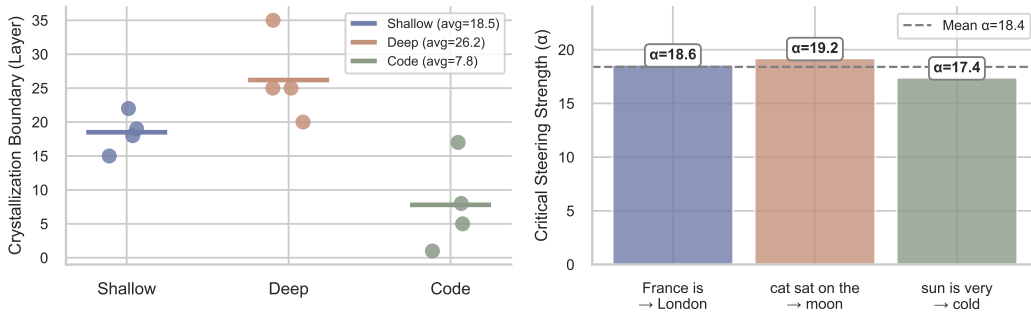 Crystallization Boundary (Layer)
35
30
25
20
15
10
5
0
Shallow (avg=18.5)
Deep (avg=26.2)
Code (avg=7.8)
Shallow
Deep
Code
Critical Steering Strength (α)
20
15
10
5
0
Mean α=18.4
α=18.6
α=19.2
α=17.4
France is
→ London
cat sat on the
→ moon
sun is very
→ cold